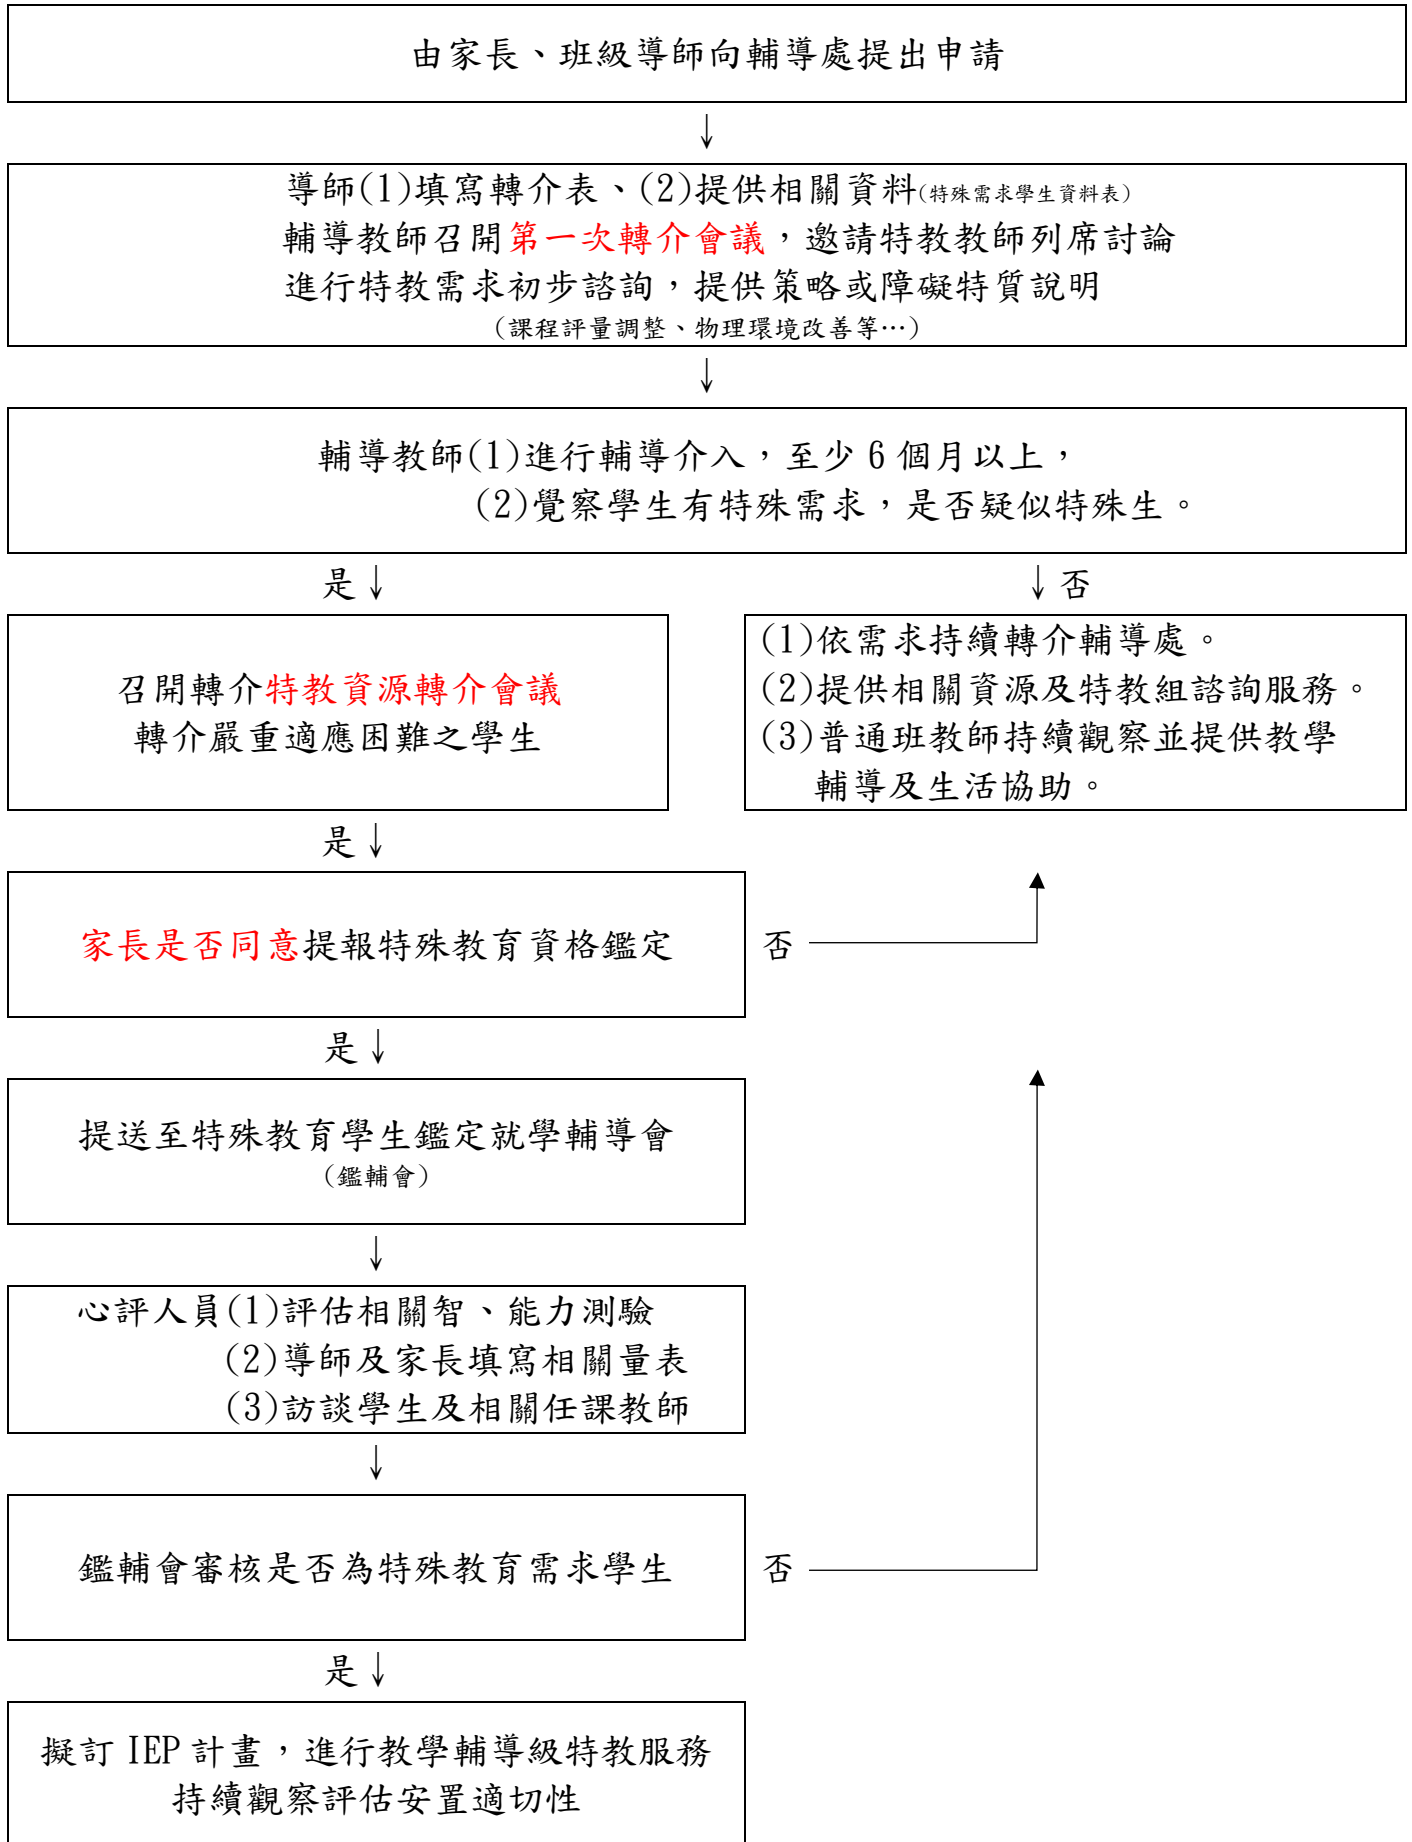 由家長、班級導師向輔導處提出申請
↓
導師(1)填寫轉介表、(2)提供相關資料(特殊需求學生資料表)
輔導教師召開第一次轉介會議，邀請特教教師列席討論
進行特教需求初步諮詢，提供策略或障礙特質說明
(課程評量調整、物理環境改善等…)
↓
輔導教師(1)進行輔導介入，至少6個月以上，
(2)覺察學生有特殊需求，是否疑似特殊生。
是↓
↓否
召開轉介特教資源轉介會議
轉介嚴重適應困難之學生
(1)依需求持續轉介輔導處。
(2)提供相關資源及特教組諮詢服務。
(3)普通班教師持續觀察並提供教學
輔導及生活協助。
是↓
家長是否同意提報特殊教育資格鑑定
否
是↓
提送至特殊教育學生鑑定就學輔導會
(鑑輔會)
↓
心評人員(1)評估相關智、能力測驗
(2)導師及家長填寫相關量表
(3)訪談學生及相關任課教師
↓
鑑輔會審核是否為特殊教育需求學生
否
是↓
擬訂 IEP 計畫，進行教學輔導級特教服務
持續觀察評估安置適切性